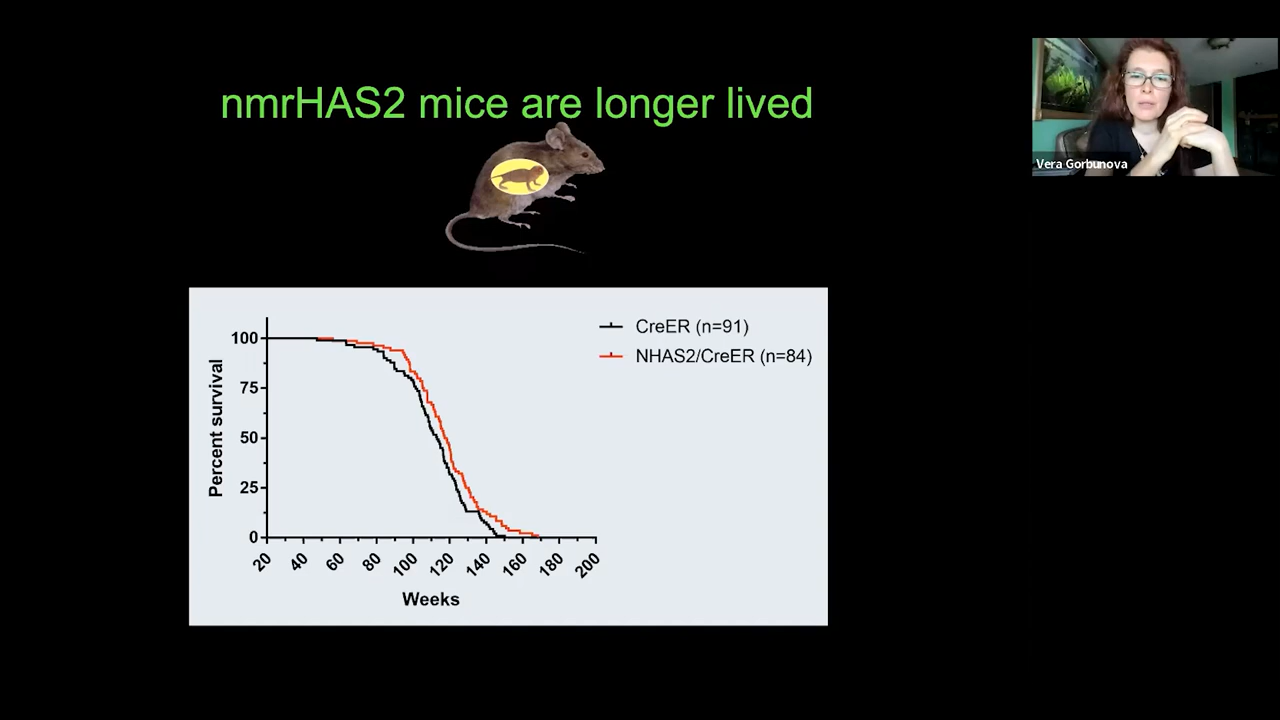 nmrHAS2 mice are longer lived
Vera Gorbunova
CreER (n=91)
NHAS2/CreER (n=84)
Percent survival
100
75
50
25
0
20 40 60 80 100 120 140 160 180 200
Weeks